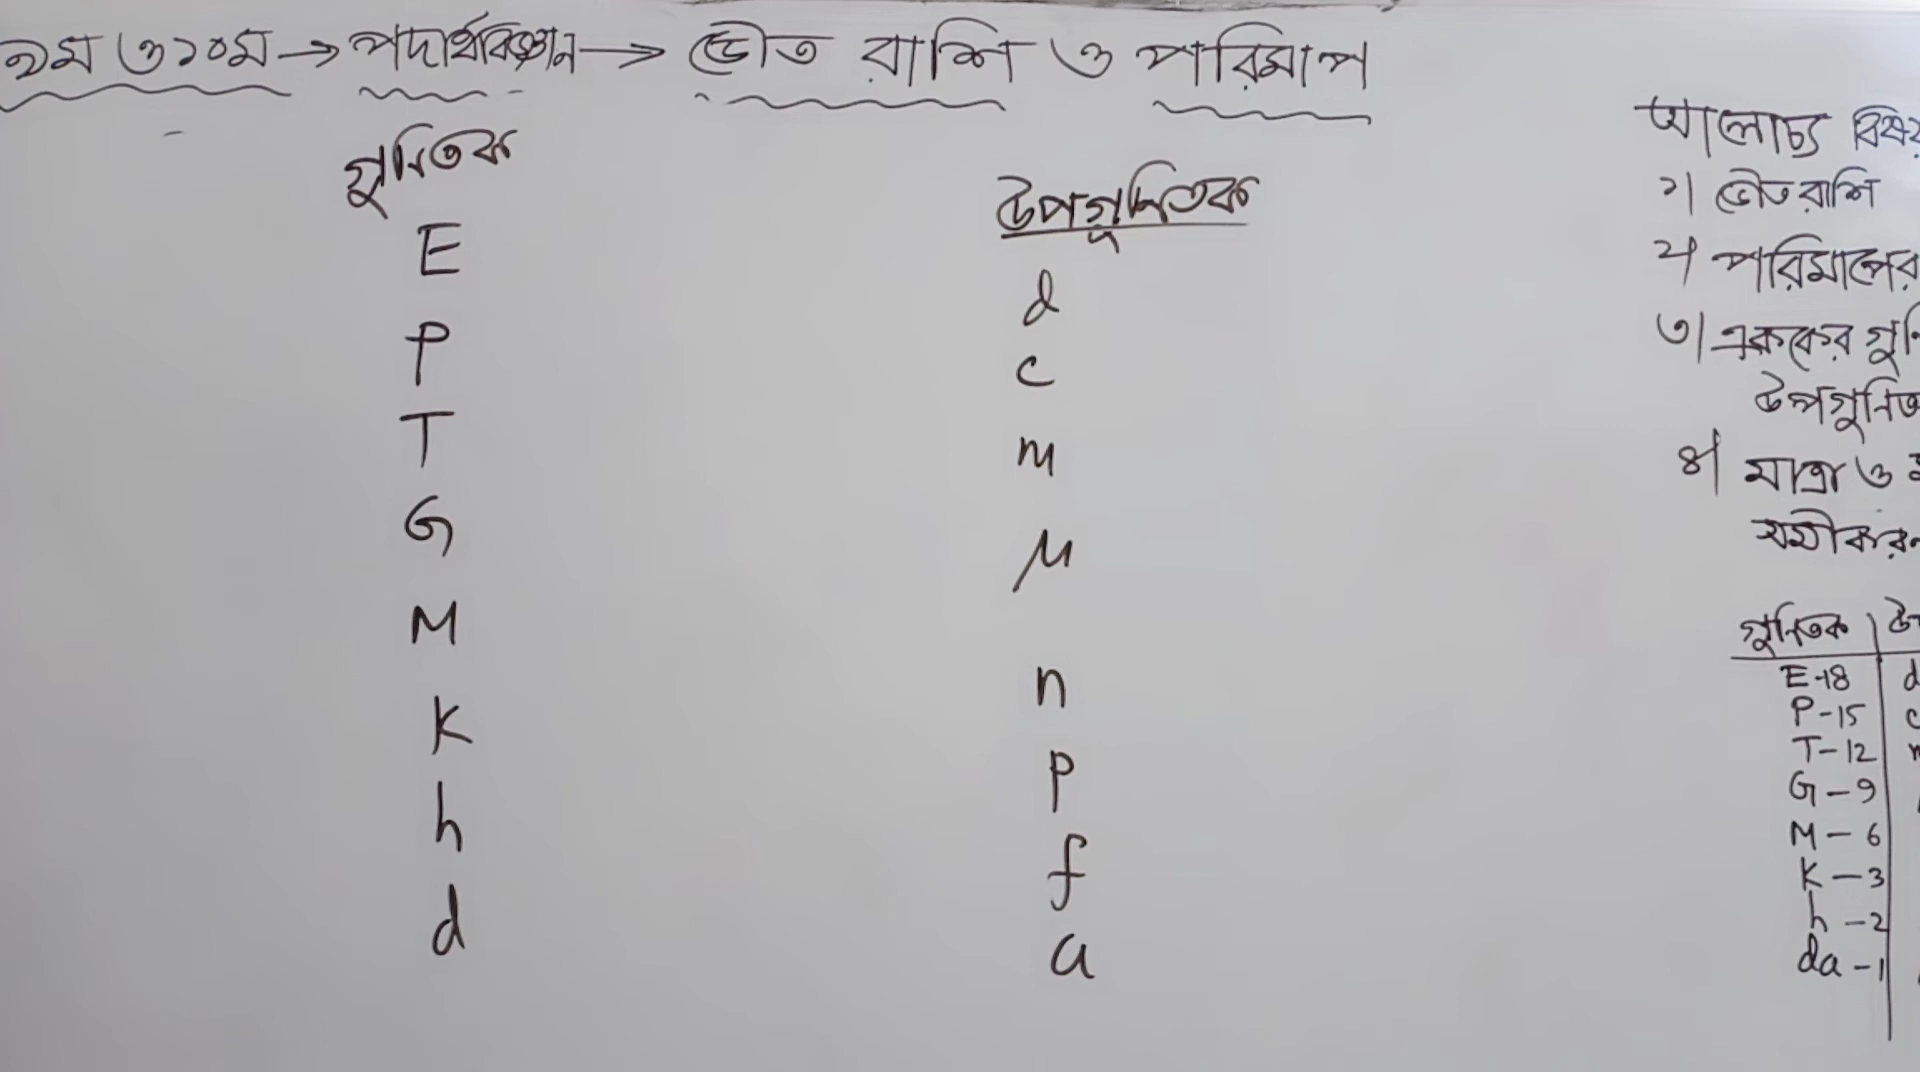 ৯ম ও ১০ম → পদার্থবিজ্ঞান → ভৌত রাশি ও পরিমাপ
গুনিতক
E
P
T
G
M
K
h
d
উপগুনিতক
d
c
m
μ
n
p
f
a
আলোচ্য বিষয়
১। ভৌত রাশি
২। পরিমাপের
৩। এককের গুনি
উপগুনিত
৪। মাত্রা ও
সমীকরণ
গুনিতক | উ
E-18 | d
P-15 | c
T-12 | m
G-9
M-6
K-3
h-2
da-1